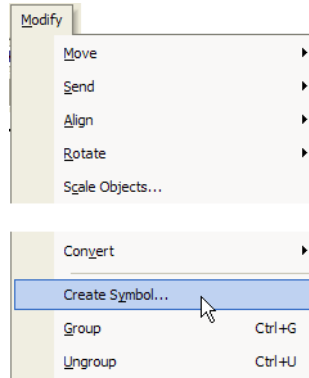 Modify
Move
Send
Align
Rotate
Scale Objects...
Convert
Create Symbol...
Group Ctrl+G
Ungroup Ctrl+U